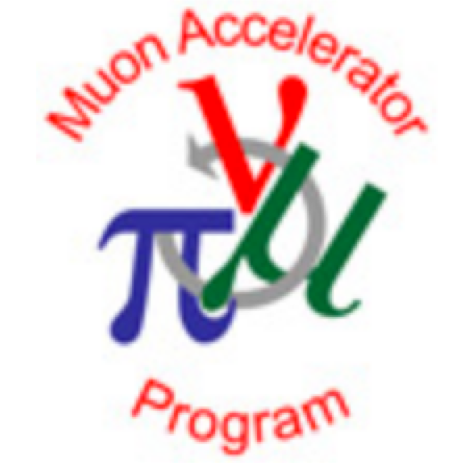 Muon Accelerator
ν
π μ
Program